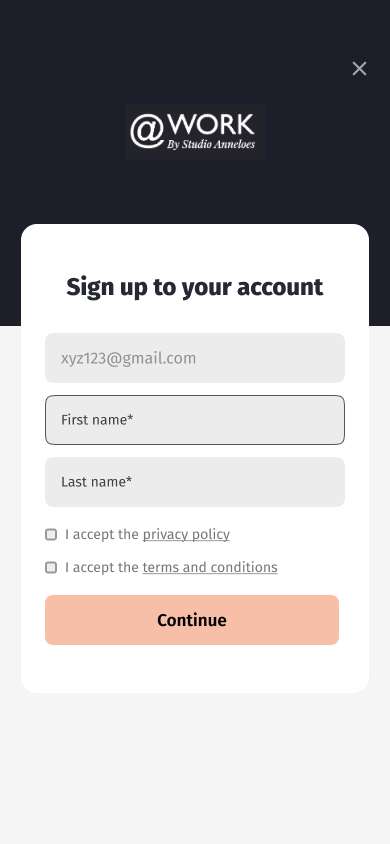 @WORK
By Studio Anneloes
Sign up to your account
xyz123@gmail.com
First name*
Last name*
I accept the privacy policy
I accept the terms and conditions
Continue